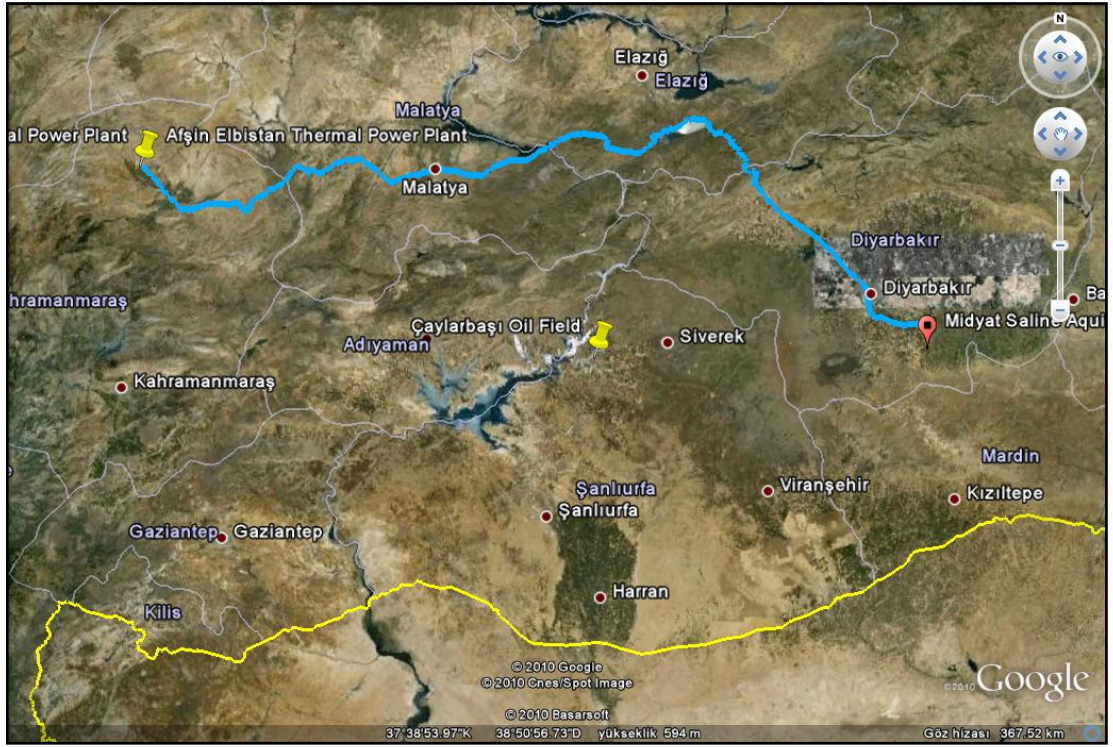 N
Elazığ
Elazığ
Malatya
al Power Plant
Afşin Elbistan Thermal Power Plant
Malatya
Diyarbakır
Diyarbakır
Ba
hramanmaraş
Midyat Saline Aqui
Çaylarbaşı Oil Field
Adıyaman
Siverek
Kahramanmaraş
Mardin
Viranşehir
Kızıltepe
Şanlıurfa
Şanlıurfa
Gaziantep
Gaziantep
Harran
Kilis
© 2010 Google
© 2010 Cnes/Spot Image
© 2010 Basarsoft
©2010 Google
37°38'53.97"K 38°50'56.73"D yükseklik 594 m Göz hizası 367.52 km